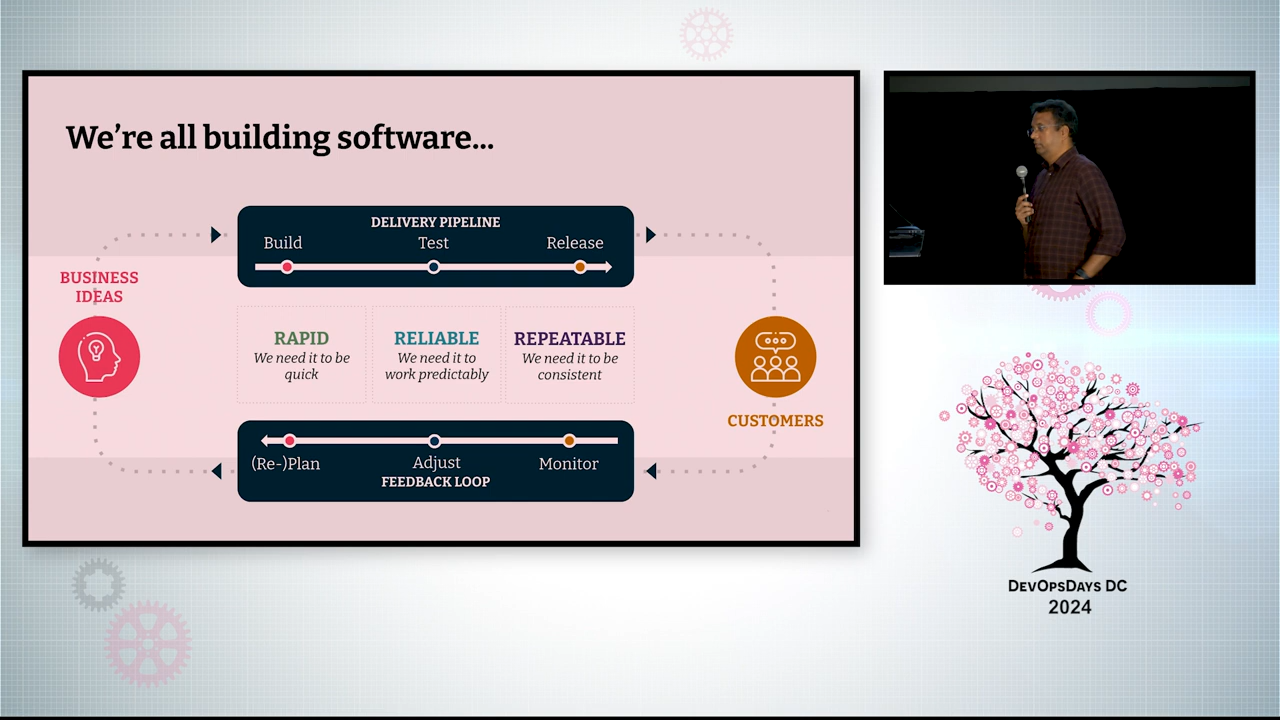 We're all building software...
DELIVERY PIPELINE
Build
Test
Release
BUSINESS
IDEAS
RAPID
We need it to be
quick
RELIABLE
We need it to
work predictably
REPEATABLE
We need it to be
consistent
CUSTOMERS
(Re-)Plan
Adjust
Monitor
FEEDBACK LOOP
DEVOPSDAYS DC
2024